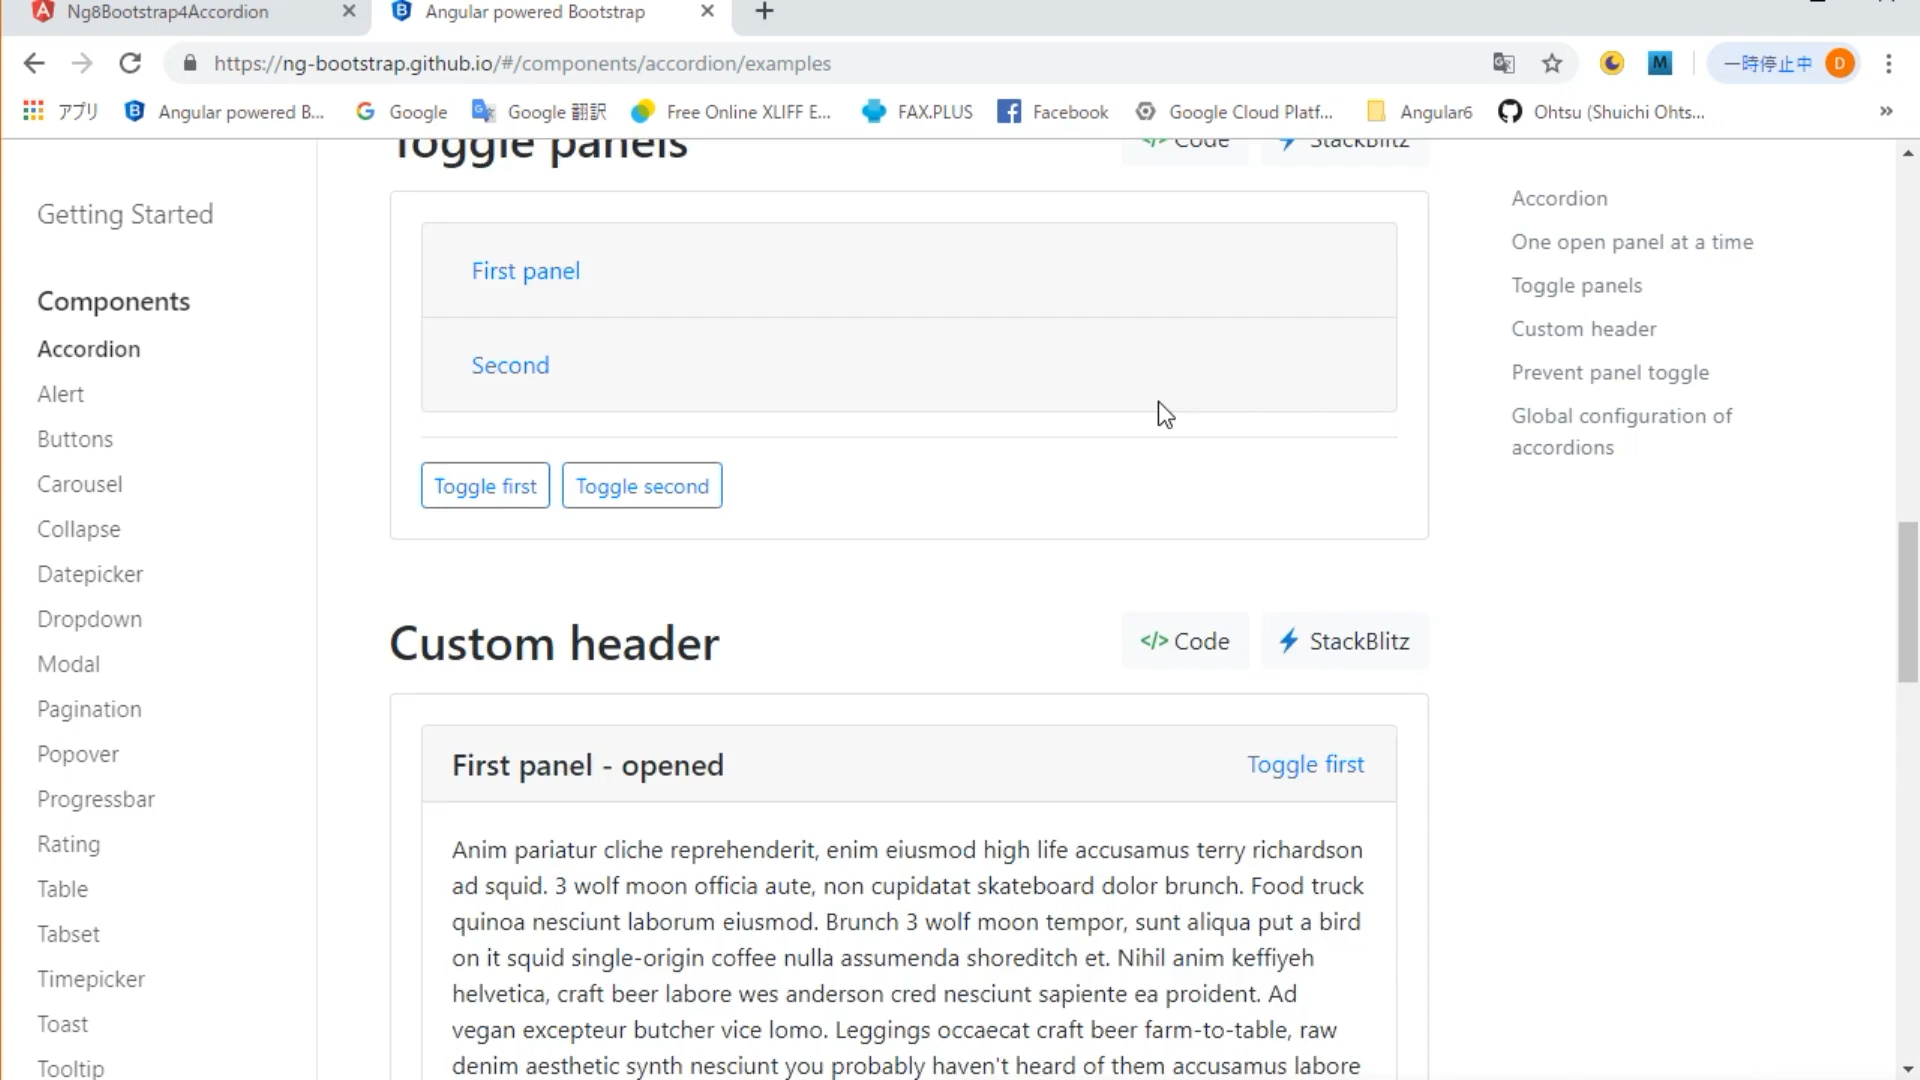 Ng8Bootstrap4Accordion
Angular powered Bootstrap
https://ng-bootstrap.github.io/#/components/accordion/examples
一時停止中 D
アプリ
Angular powered B...
Google
Google 翻訳
Free Online XLIFF E...
FAX.PLUS
Facebook
Google Cloud Platf...
Angular6
Ohtsu (Shuichi Ohts...
»
Getting Started
Components
Accordion
Alert
Buttons
Carousel
Collapse
Datepicker
Dropdown
Modal
Pagination
Popover
Progressbar
Rating
Table
Tabset
Timepicker
Toast
Tooltip
Toggle panels
</> Code
StackBlitz
First panel
Second
Toggle first
Toggle second
Custom header
</> Code
StackBlitz
First panel - opened
Toggle first
Anim pariatur cliche reprehenderit, enim eiusmod high life accusamus terry richardson
ad squid. 3 wolf moon officia aute, non cupidatat skateboard dolor brunch. Food truck
quinoa nesciunt laborum eiusmod. Brunch 3 wolf moon tempor, sunt aliqua put a bird
on it squid single-origin coffee nulla assumenda shoreditch et. Nihil anim keffiyeh
helvetica, craft beer labore wes anderson cred nesciunt sapiente ea proident. Ad
vegan excepteur butcher vice lomo. Leggings occaecat craft beer farm-to-table, raw
denim aesthetic synth nesciunt you probably haven't heard of them accusamus labore
Accordion
One open panel at a time
Toggle panels
Custom header
Prevent panel toggle
Global configuration of
accordions